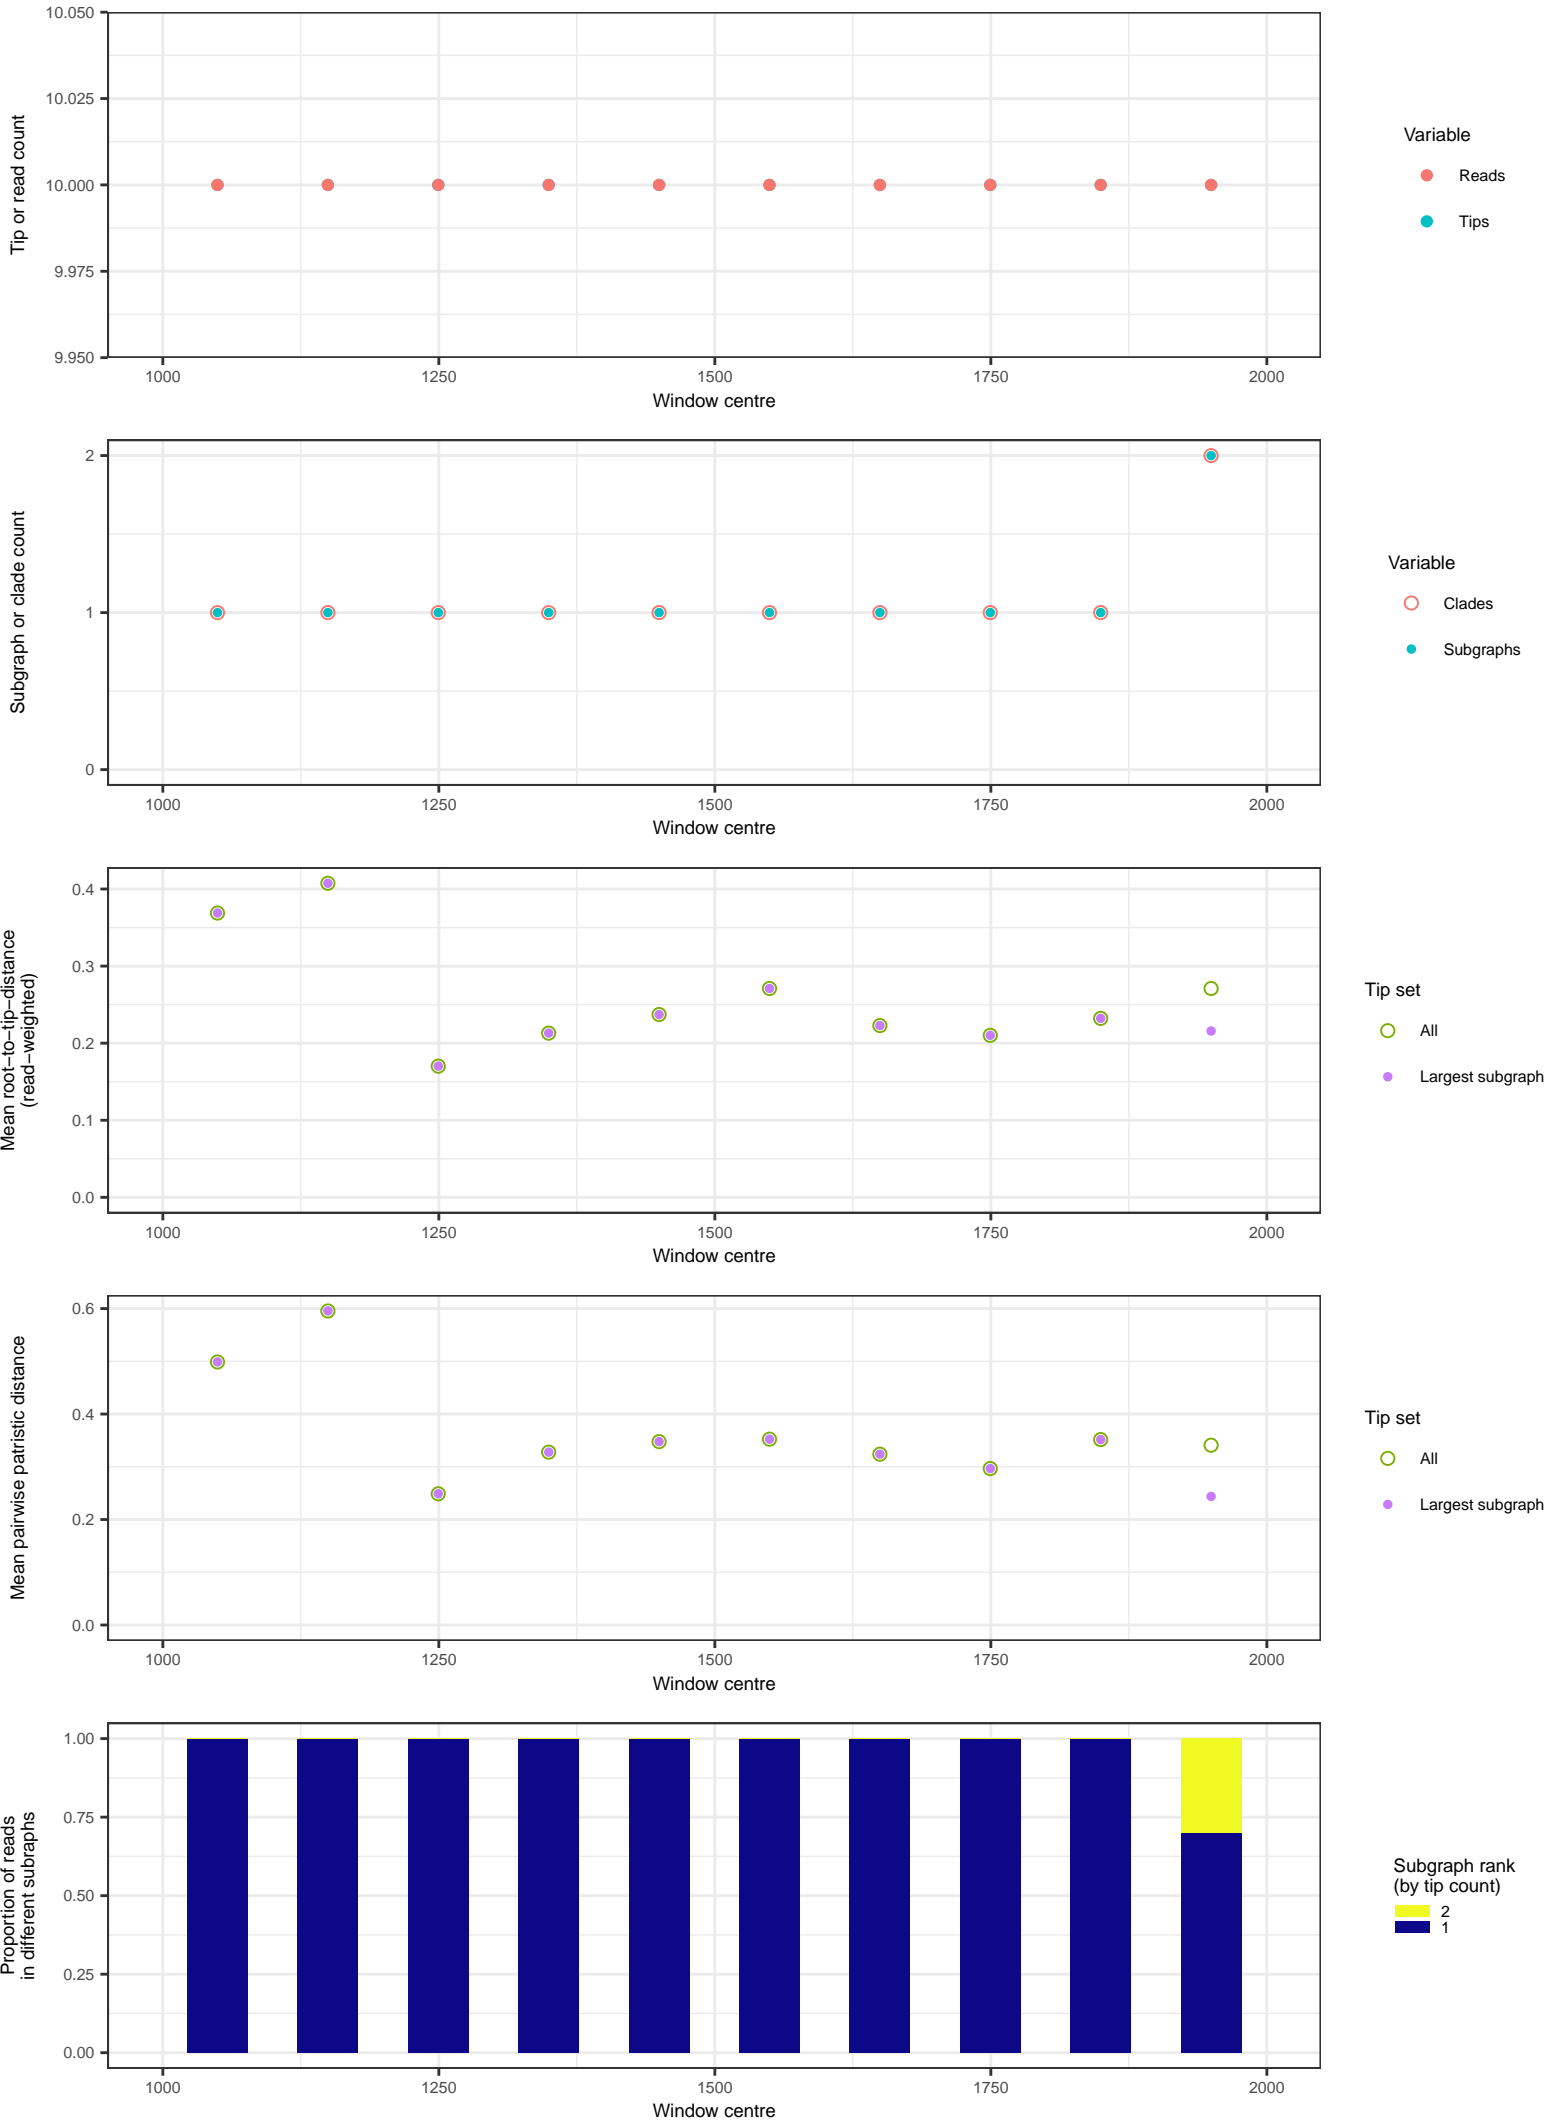 10.050
10.025
10.000
9.975
9.950
Tip or read count
1000
1250
1500
1750
2000
Window centre
Variable
Reads
Tips
2
1
0
Subgraph or clade count
1000
1250
1500
1750
2000
Window centre
Variable
Clades
Subgraphs
0.4
0.3
0.2
0.1
0.0
Mean root−to−tip−distance
(read−weighted)
1000
1250
1500
1750
2000
Window centre
Tip set
All
Largest subgraph
0.6
0.4
0.2
0.0
Mean pairwise patristic distance
1000
1250
1500
1750
2000
Window centre
Tip set
All
Largest subgraph
1.00
0.75
0.50
0.25
0.00
Proportion of reads
in different subraphs
1000
1250
1500
1750
2000
Window centre
Subgraph rank
(by tip count)
2
1